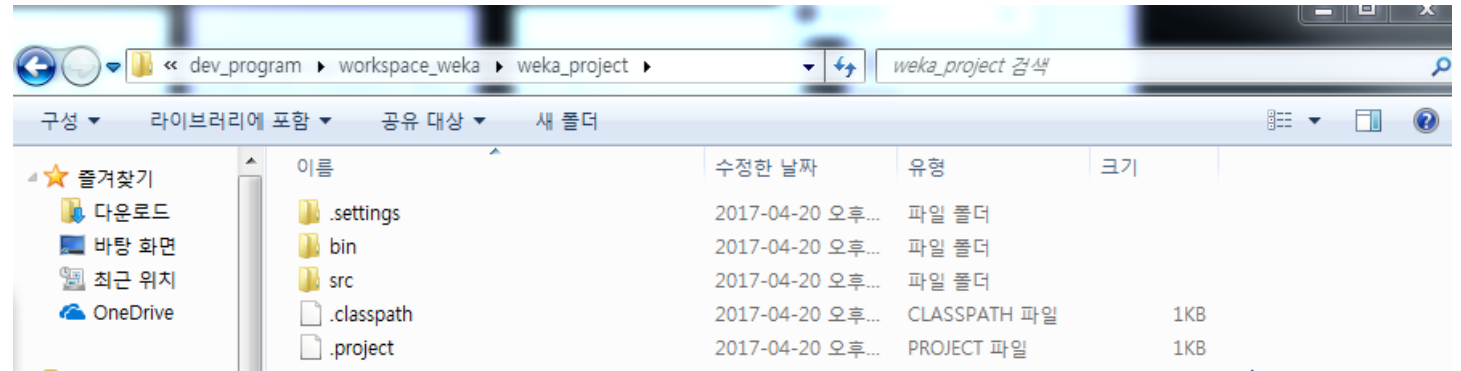 « dev_program ▸ workspace_weka ▸ weka_project ▸ weka_project 검색
구성 ▼ 라이브러리에 포함 ▼ 공유 대상 ▼ 새 폴더
즐겨찾기
다운로드
바탕 화면
최근 위치
OneDrive
이름 수정한 날짜 유형 크기
.settings 2017-04-20 오후... 파일 폴더
bin 2017-04-20 오후... 파일 폴더
src 2017-04-20 오후... 파일 폴더
.classpath 2017-04-20 오후... CLASSPATH 파일 1KB
.project 2017-04-20 오후... PROJECT 파일 1KB